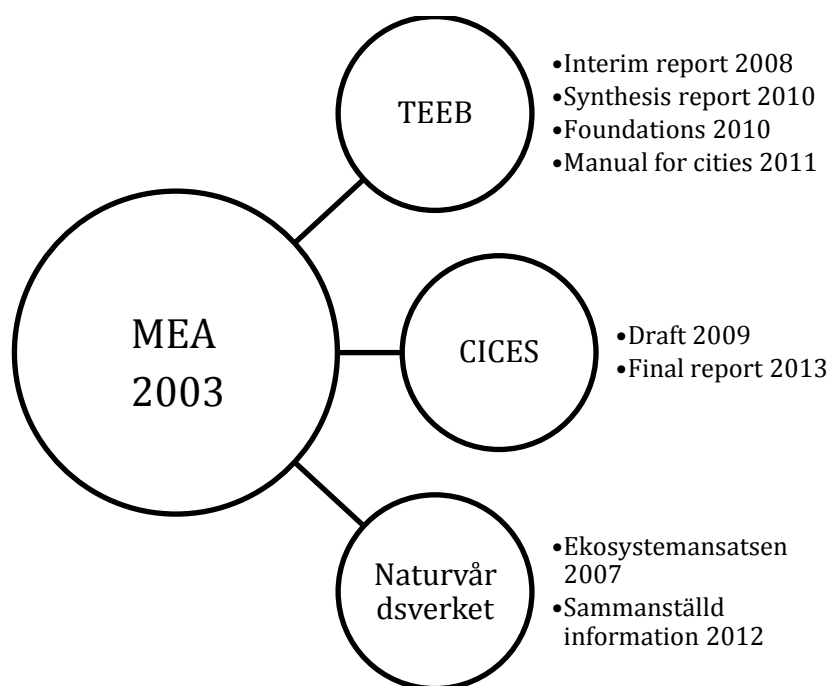 MEA
2003
TEEB
•Interim report 2008
•Synthesis report 2010
•Foundations 2010
•Manual for cities 2011
CICES
•Draft 2009
•Final report 2013
Naturvår
dsverket
•Ekosystemansatsen
2007
•Sammanställd
information 2012